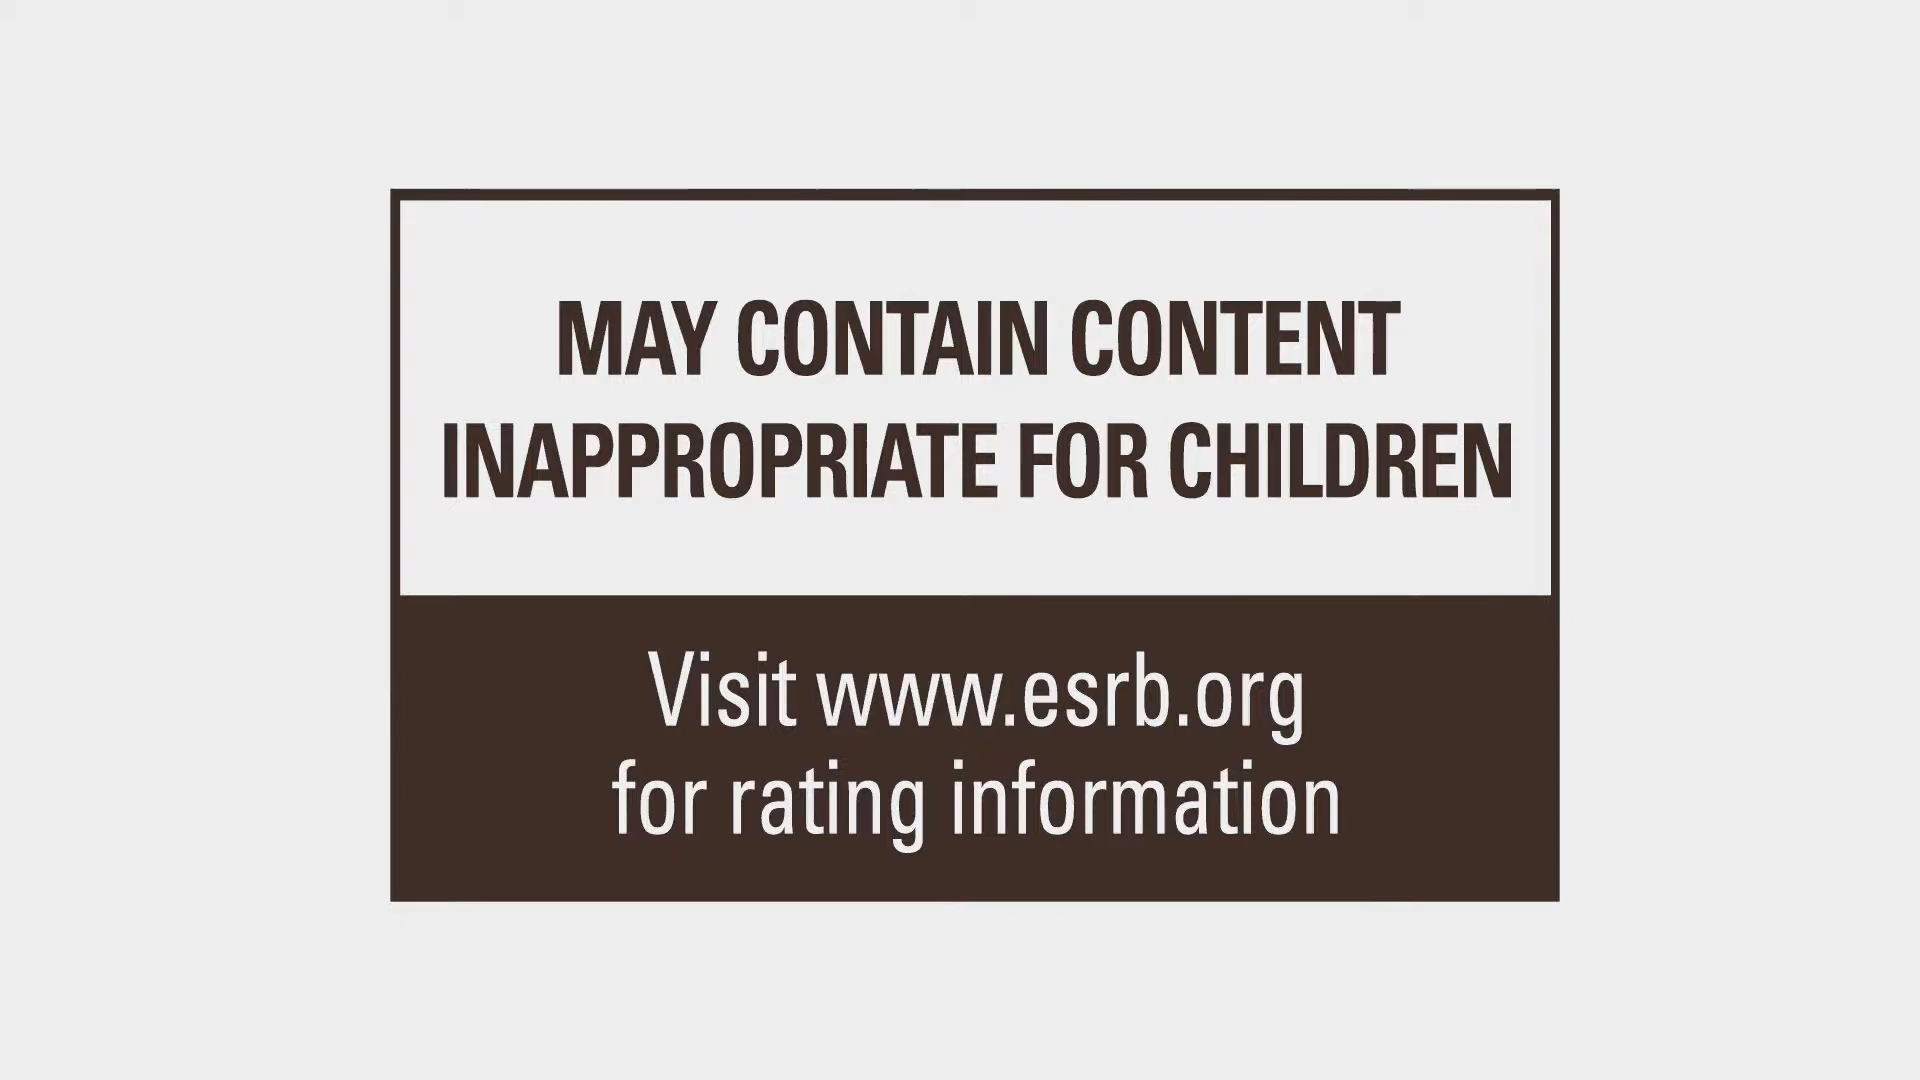 MAY CONTAIN CONTENT
INAPPROPRIATE FOR CHILDREN
Visit www.esrb.org
for rating information